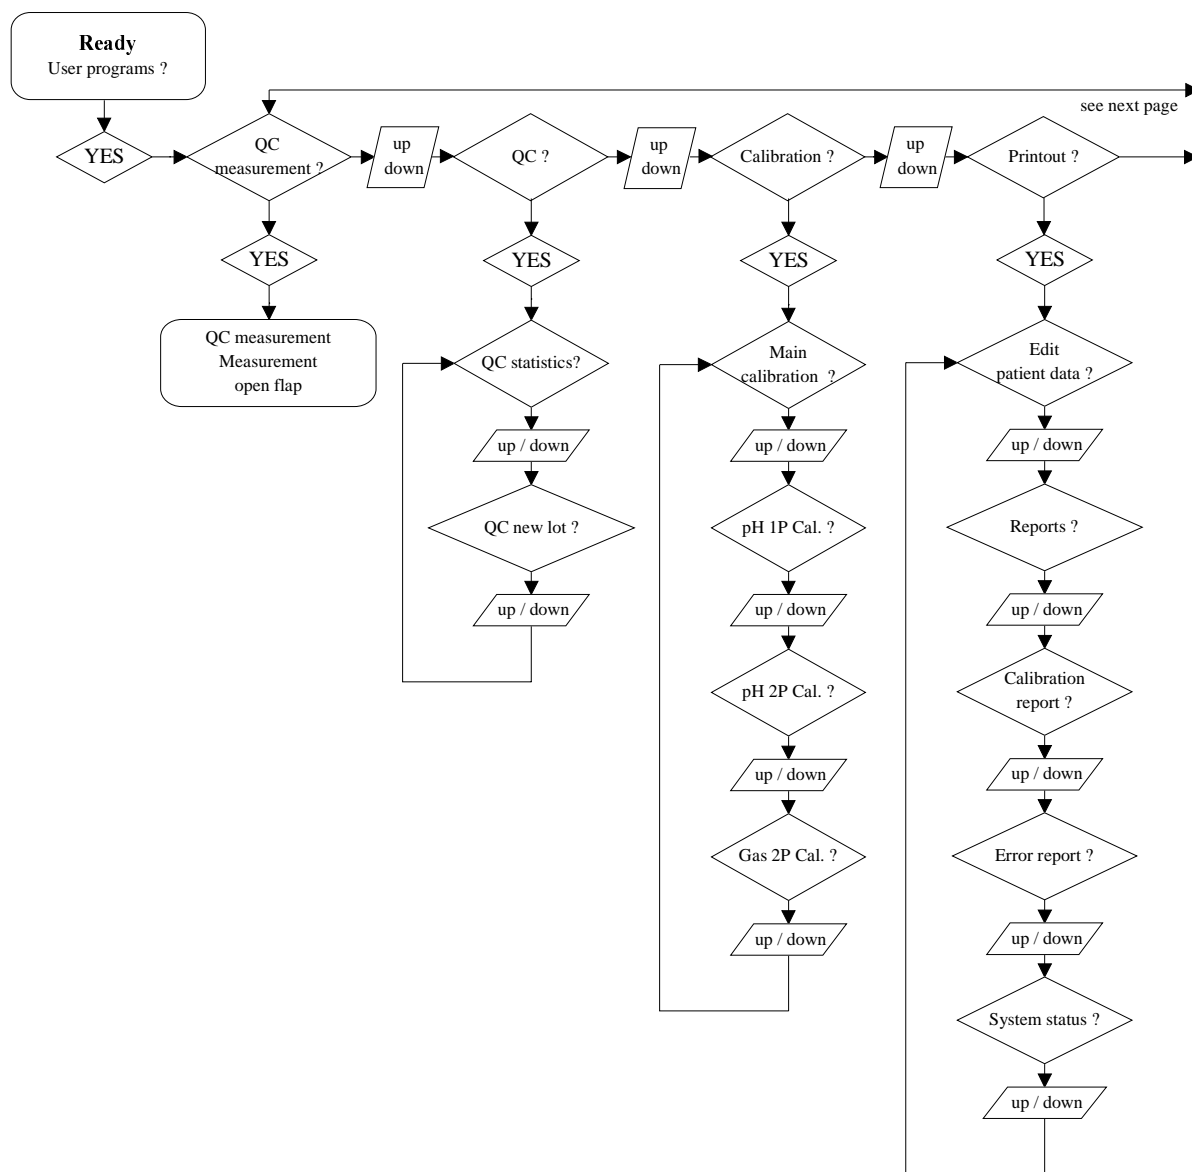 Ready
User programs ?
see next page
YES
QC
measurement ?
up
down
QC ?
up
down
Calibration ?
up
down
Printout ?
YES
YES
YES
YES
QC measurement
Measurement
open flap
QC statistics?
Main
calibration ?
Edit
patient data ?
up / down
up / down
up / down
QC new lot ?
pH 1P Cal. ?
Reports ?
up / down
up / down
up / down
pH 2P Cal. ?
Calibration
report ?
up / down
up / down
Gas 2P Cal. ?
Error report ?
up / down
up / down
System status ?
up / down